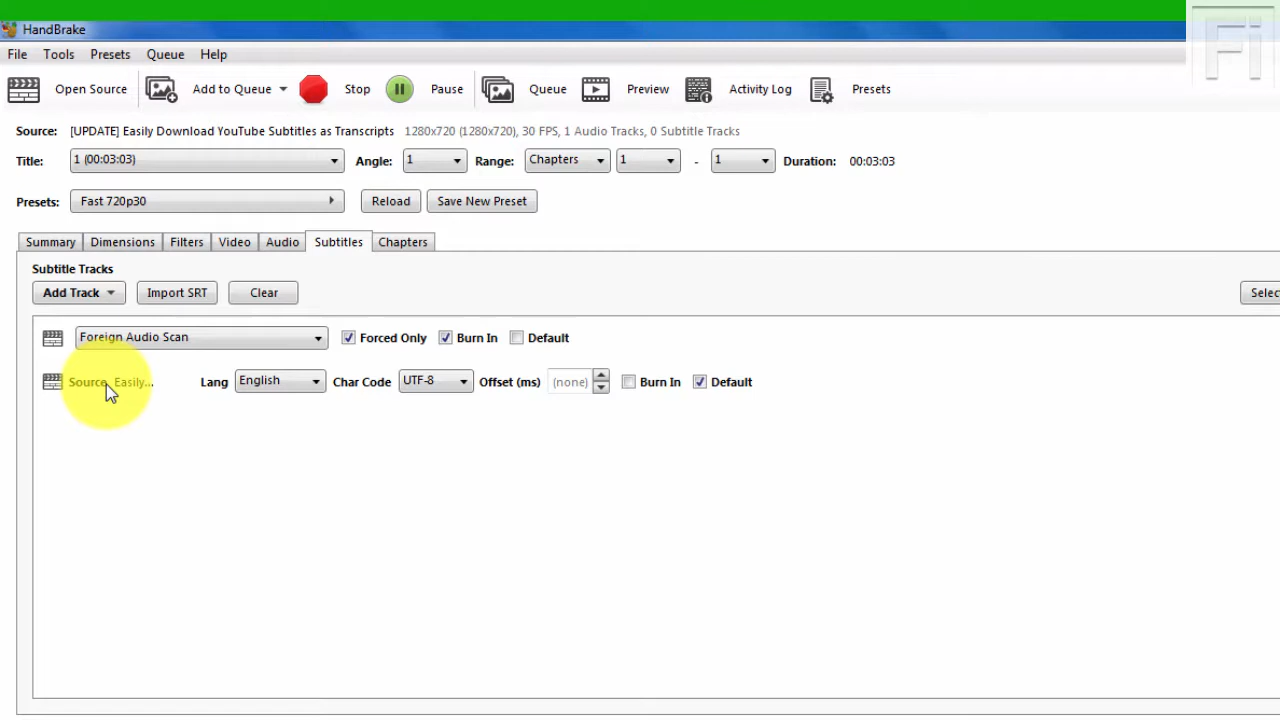 HandBrake
Fi
File Tools Presets Queue Help
Open Source Add to Queue Stop Pause Queue Preview Activity Log Presets
Source: [UPDATE] Easily Download YouTube Subtitles as Transcripts 1280x720 (1280x720), 30 FPS, 1 Audio Tracks, 0 Subtitle Tracks
Title: 1 (00:03:03) Angle: 1 Range: Chapters 1 - 1 Duration: 00:03:03
Presets: Fast 720p30 Reload Save New Preset
Summary Dimensions Filters Video Audio Subtitles Chapters
Subtitle Tracks
Add Track Import SRT Clear Selec
Foreign Audio Scan Forced Only Burn In Default
Source Easily... Lang English Char Code UTF-8 Offset (ms) (none) Burn In Default